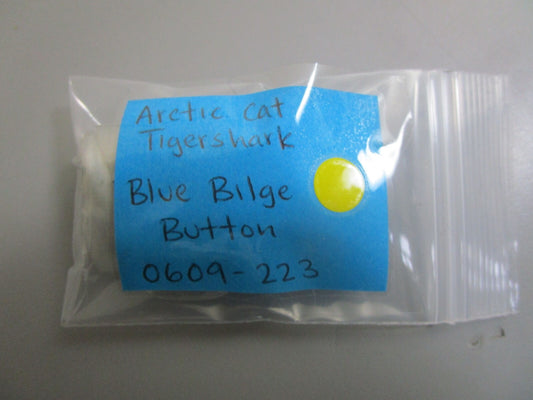 Arctic Cat
Tigershark
Blue Bilge
Button
0609-223